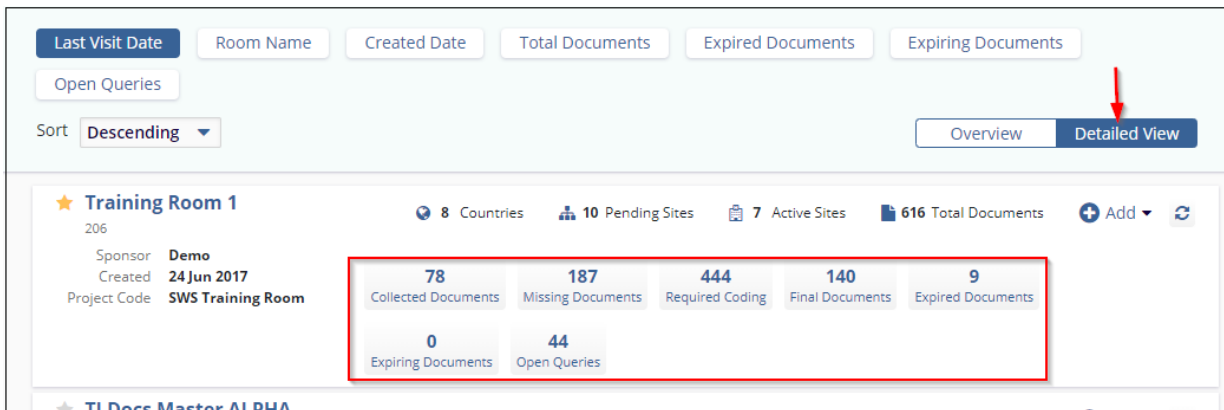 Last Visit Date Room Name Created Date Total Documents Expired Documents Expiring Documents
Open Queries
Sort Descending Overview Detailed View
Training Room 1 8 Countries 10 Pending Sites 7 Active Sites 616 Total Documents Add
206
Sponsor Demo
Created 24 Jun 2017
Project Code SWS Training Room
78 187 444 140 9
Collected Documents Missing Documents Required Coding Final Documents Expired Documents
0 44
Expiring Documents Open Queries
Docs Master ALPHA